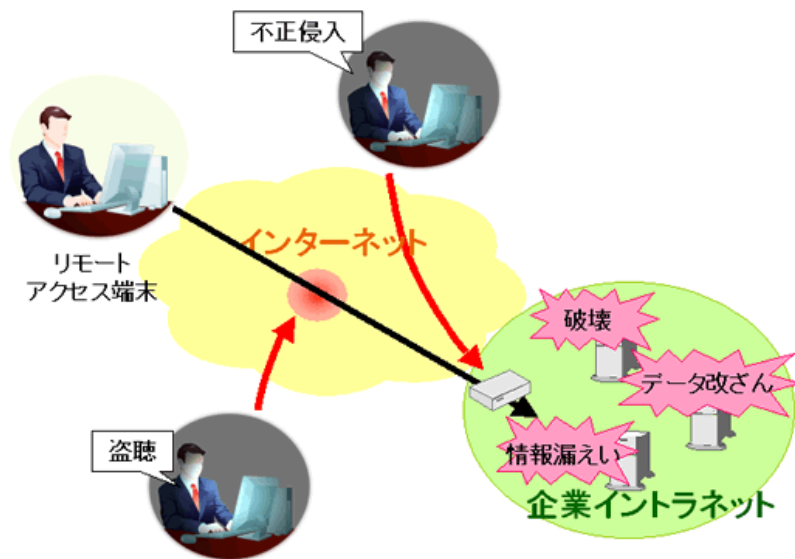 不正侵入
インターネット
リモート
アクセス端末
破壊
データ改ざん
盗聴
情報漏えい
企業イントラネット